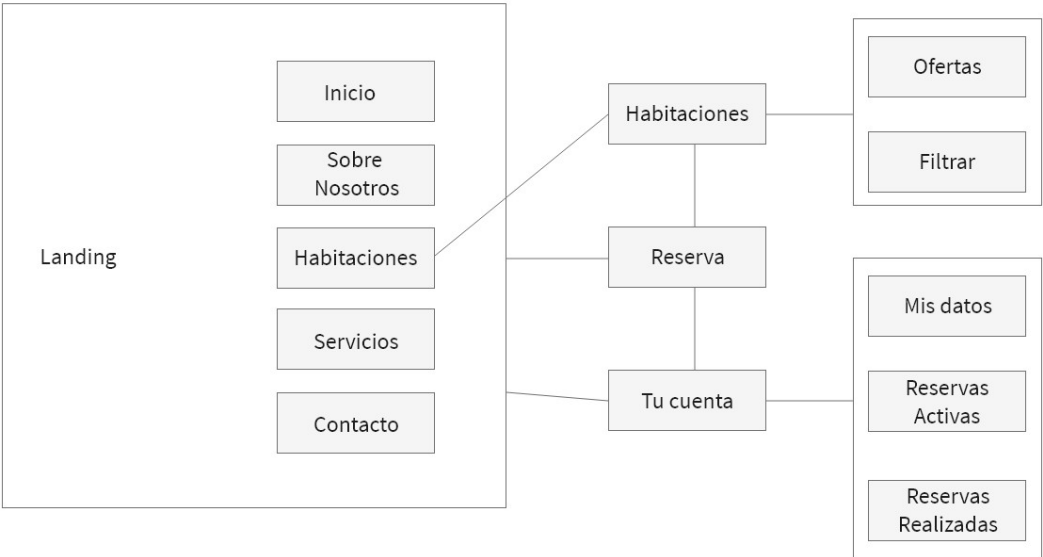 Landing
Inicio
Sobre
Nosotros
Habitaciones
Servicios
Contacto
Habitaciones
Reserva
Tu cuenta
Ofertas
Filtrar
Mis datos
Reservas
Activas
Reservas
Realizadas